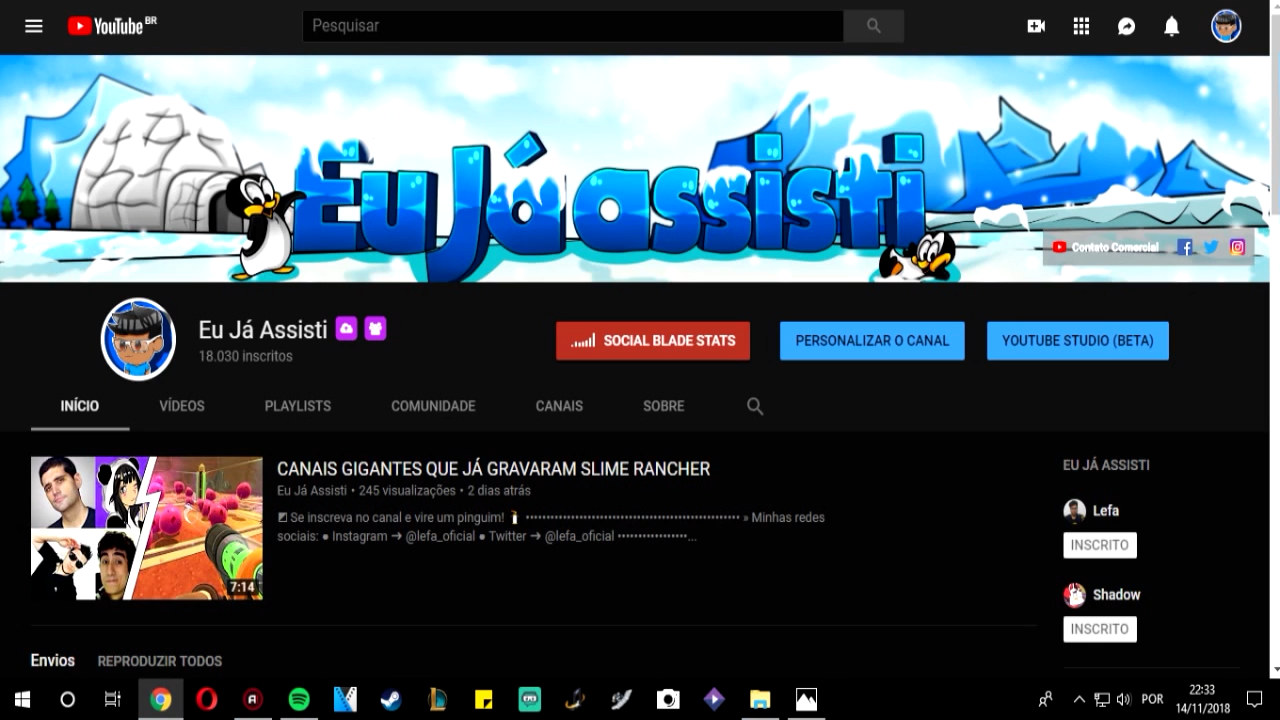 YouTube BR
Pesquisar
Eu Já assisti
Contato Comercial
Eu Já Assisti
18.030 inscritos
SOCIAL BLADE STATS
PERSONALIZAR O CANAL
YOUTUBE STUDIO (BETA)
INÍCIO VÍDEOS PLAYLISTS COMUNIDADE CANAIS SOBRE
CANAIS GIGANTES QUE JÁ GRAVARAM SLIME RANCHER
Eu Já Assisti • 245 visualizações • 2 dias atrás
Se inscreva no canal e vire um pinguim! ••••••••••••••••••••••••••••••••••••••••••••••••••• » Minhas redes
sociais: ● Instagram ➔ @lefa_oficial ● Twitter ➔ @lefa_oficial •••••••••••••••••...
7:14
EU JÁ ASSISTI
Lefa
INSCRITO
Shadow
INSCRITO
Envios REPRODUZIR TODOS
POR
22:33
14/11/2018